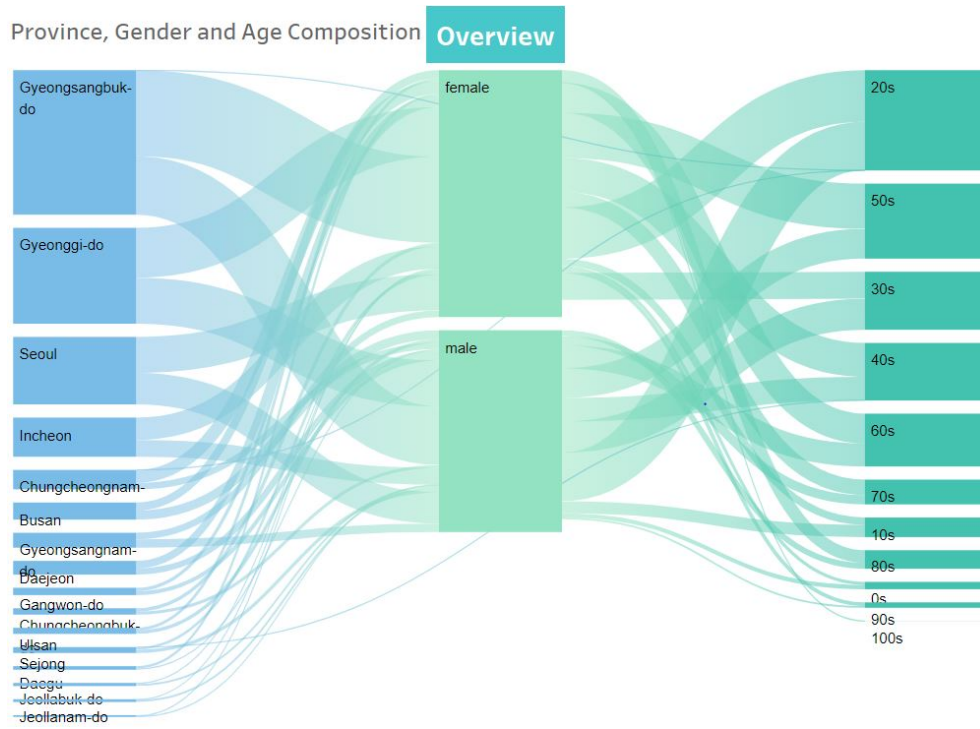 Province, Gender and Age Composition Overview
Gyeongsangbuk-
do
Gyeonggi-do
Seoul
Incheon
Chungcheongnam-
Busan
Gyeongsangnam-
do
Daejeon
Gangwon-do
Chungcheongbuk-
Ulsan
Sejong
Daegu
Jeollabuk-do
Jeollanam-do
female
male
20s
50s
30s
40s
60s
70s
10s
80s
0s
90s
100s